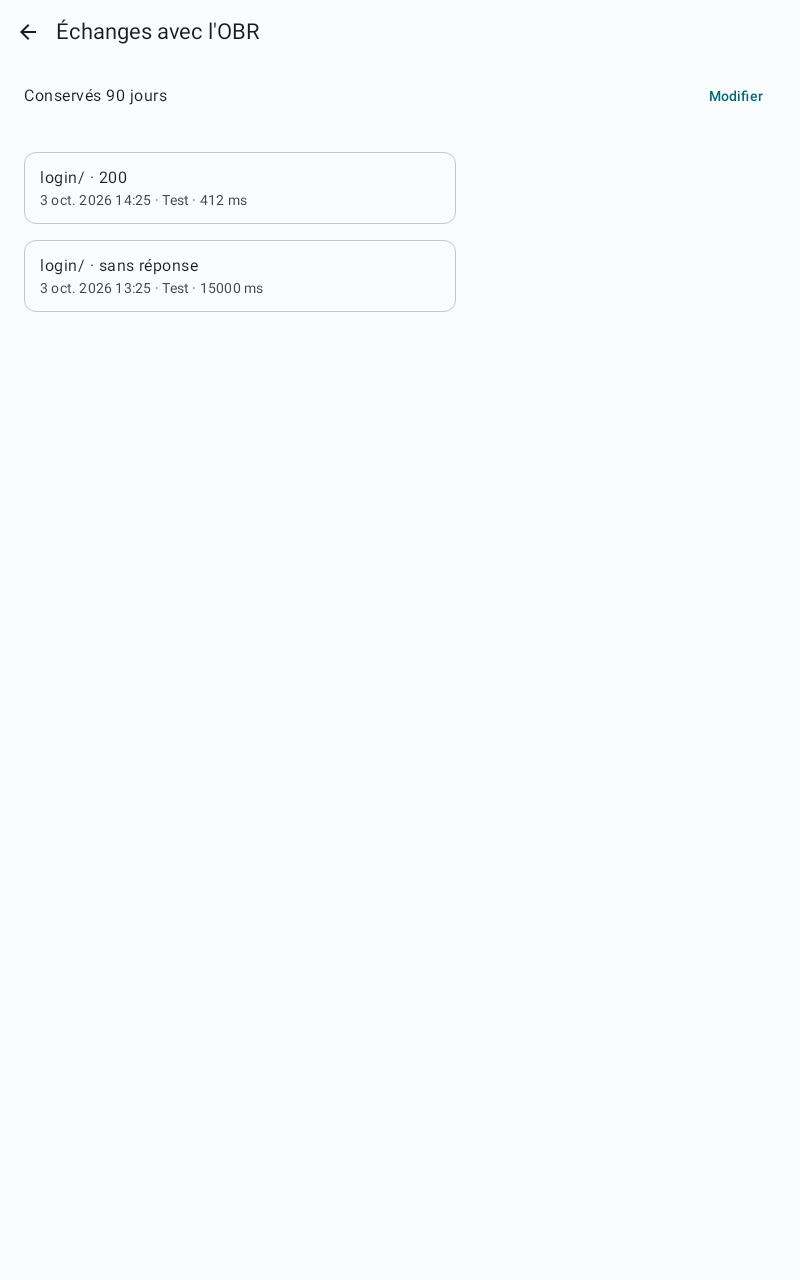 Échanges avec l'OBR
Conservés 90 jours
Modifier
login/ · 200
3 oct. 2026 14:25 · Test · 412 ms
login/ · sans réponse
3 oct. 2026 13:25 · Test · 15000 ms